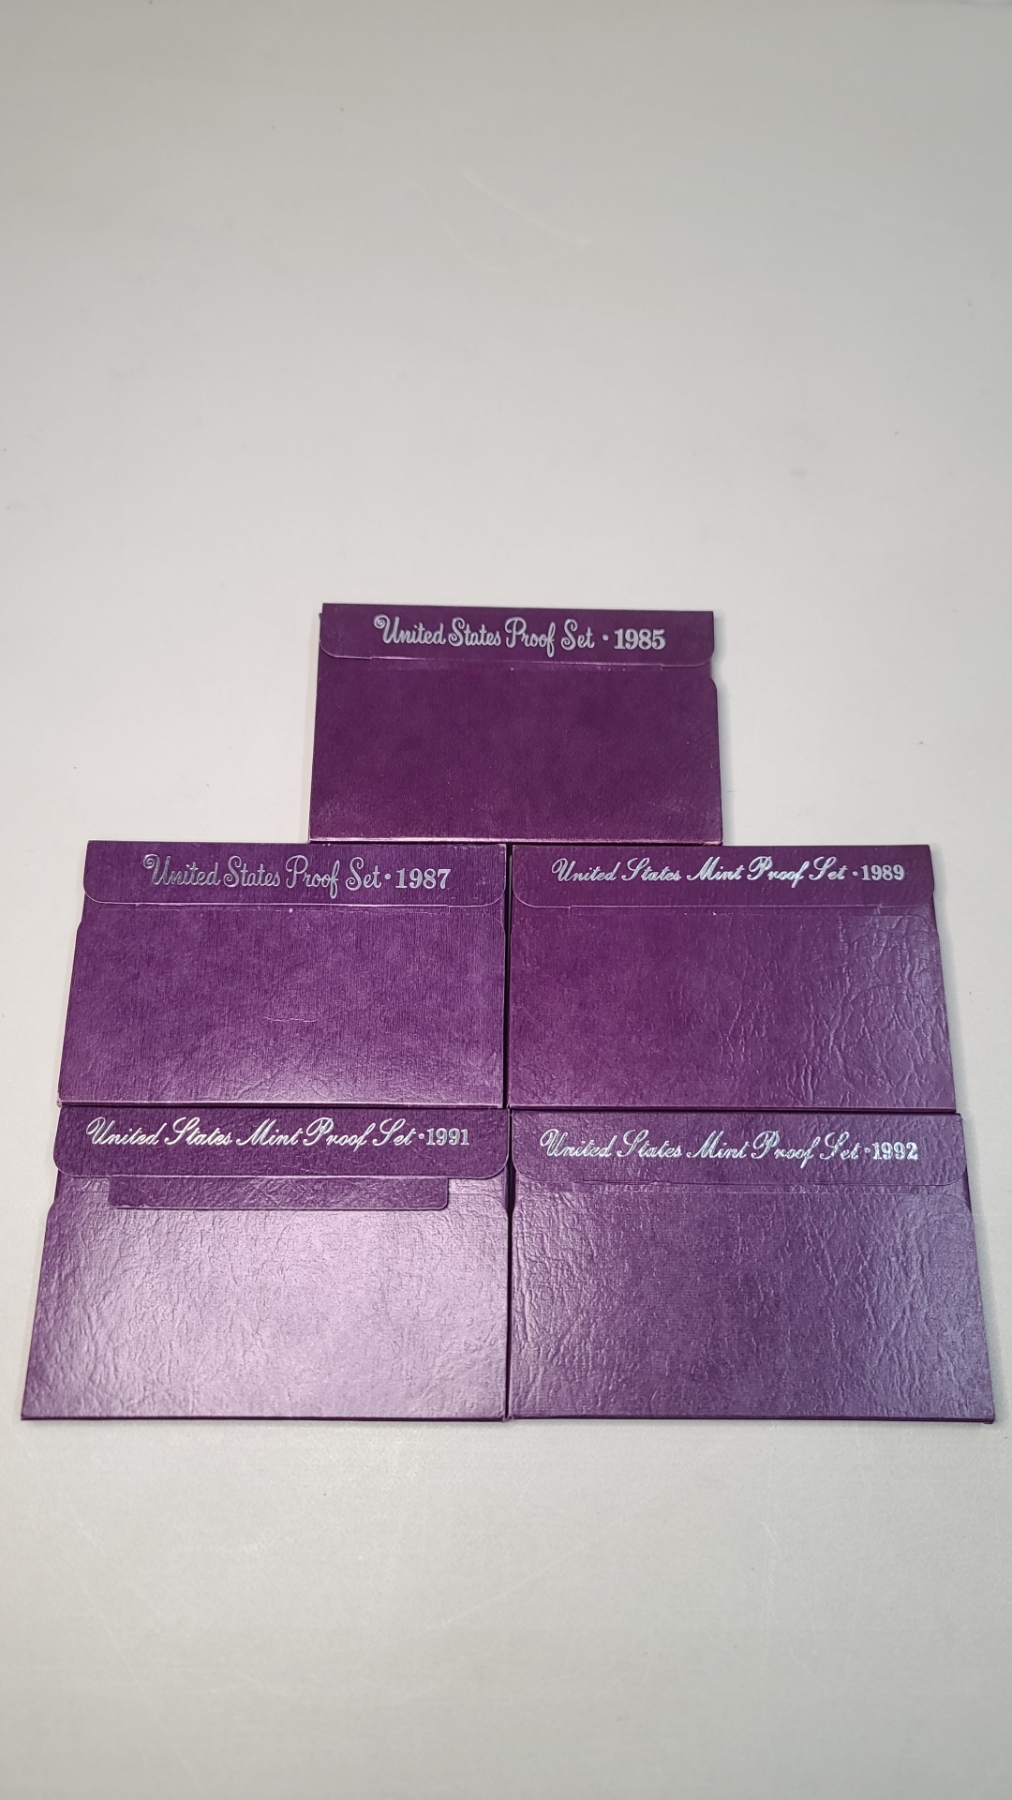 United States Proof Set · 1985
United States Proof Set · 1987
United States Mint Proof Set · 1989
United States Mint Proof Set · 1991
United States Mint Proof Set · 1992